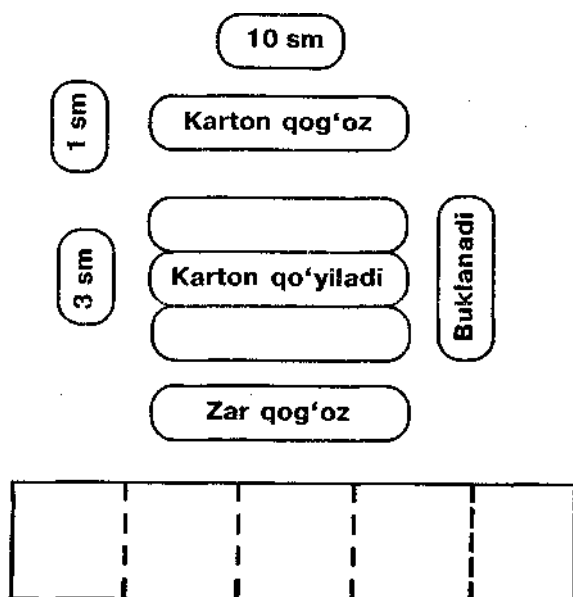 10 sm
1 sm
Karton qog‘oz
3 sm
Karton qo‘yiladi
Buklanadi
Zar qog‘oz